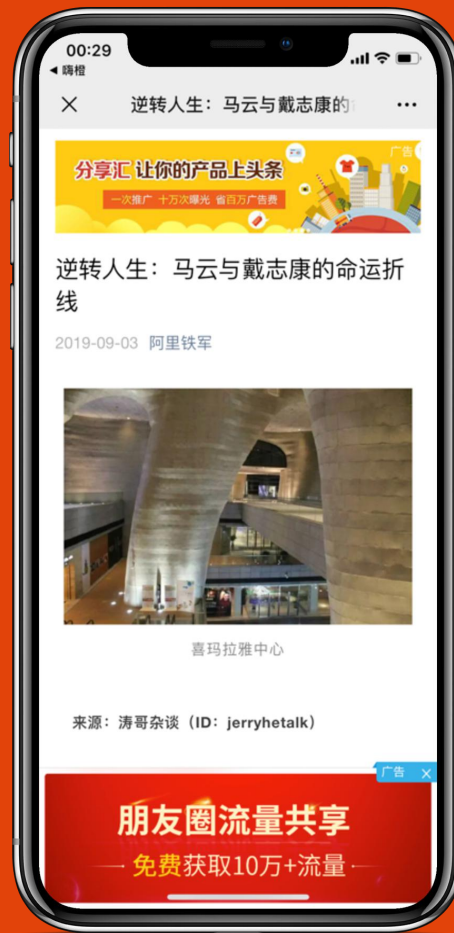 00:29
嗨橙
逆转人生：马云与戴志康的
分享汇 让你的产品上头条
广告
一次推广 十万次曝光 省百万广告费
逆转人生：马云与戴志康的命运折
线
2019-09-03 阿里铁军
喜玛拉雅中心
来源：涛哥杂谈（ID：jerryhetalk）
广告
朋友圈流量共享
免费获取10万+流量